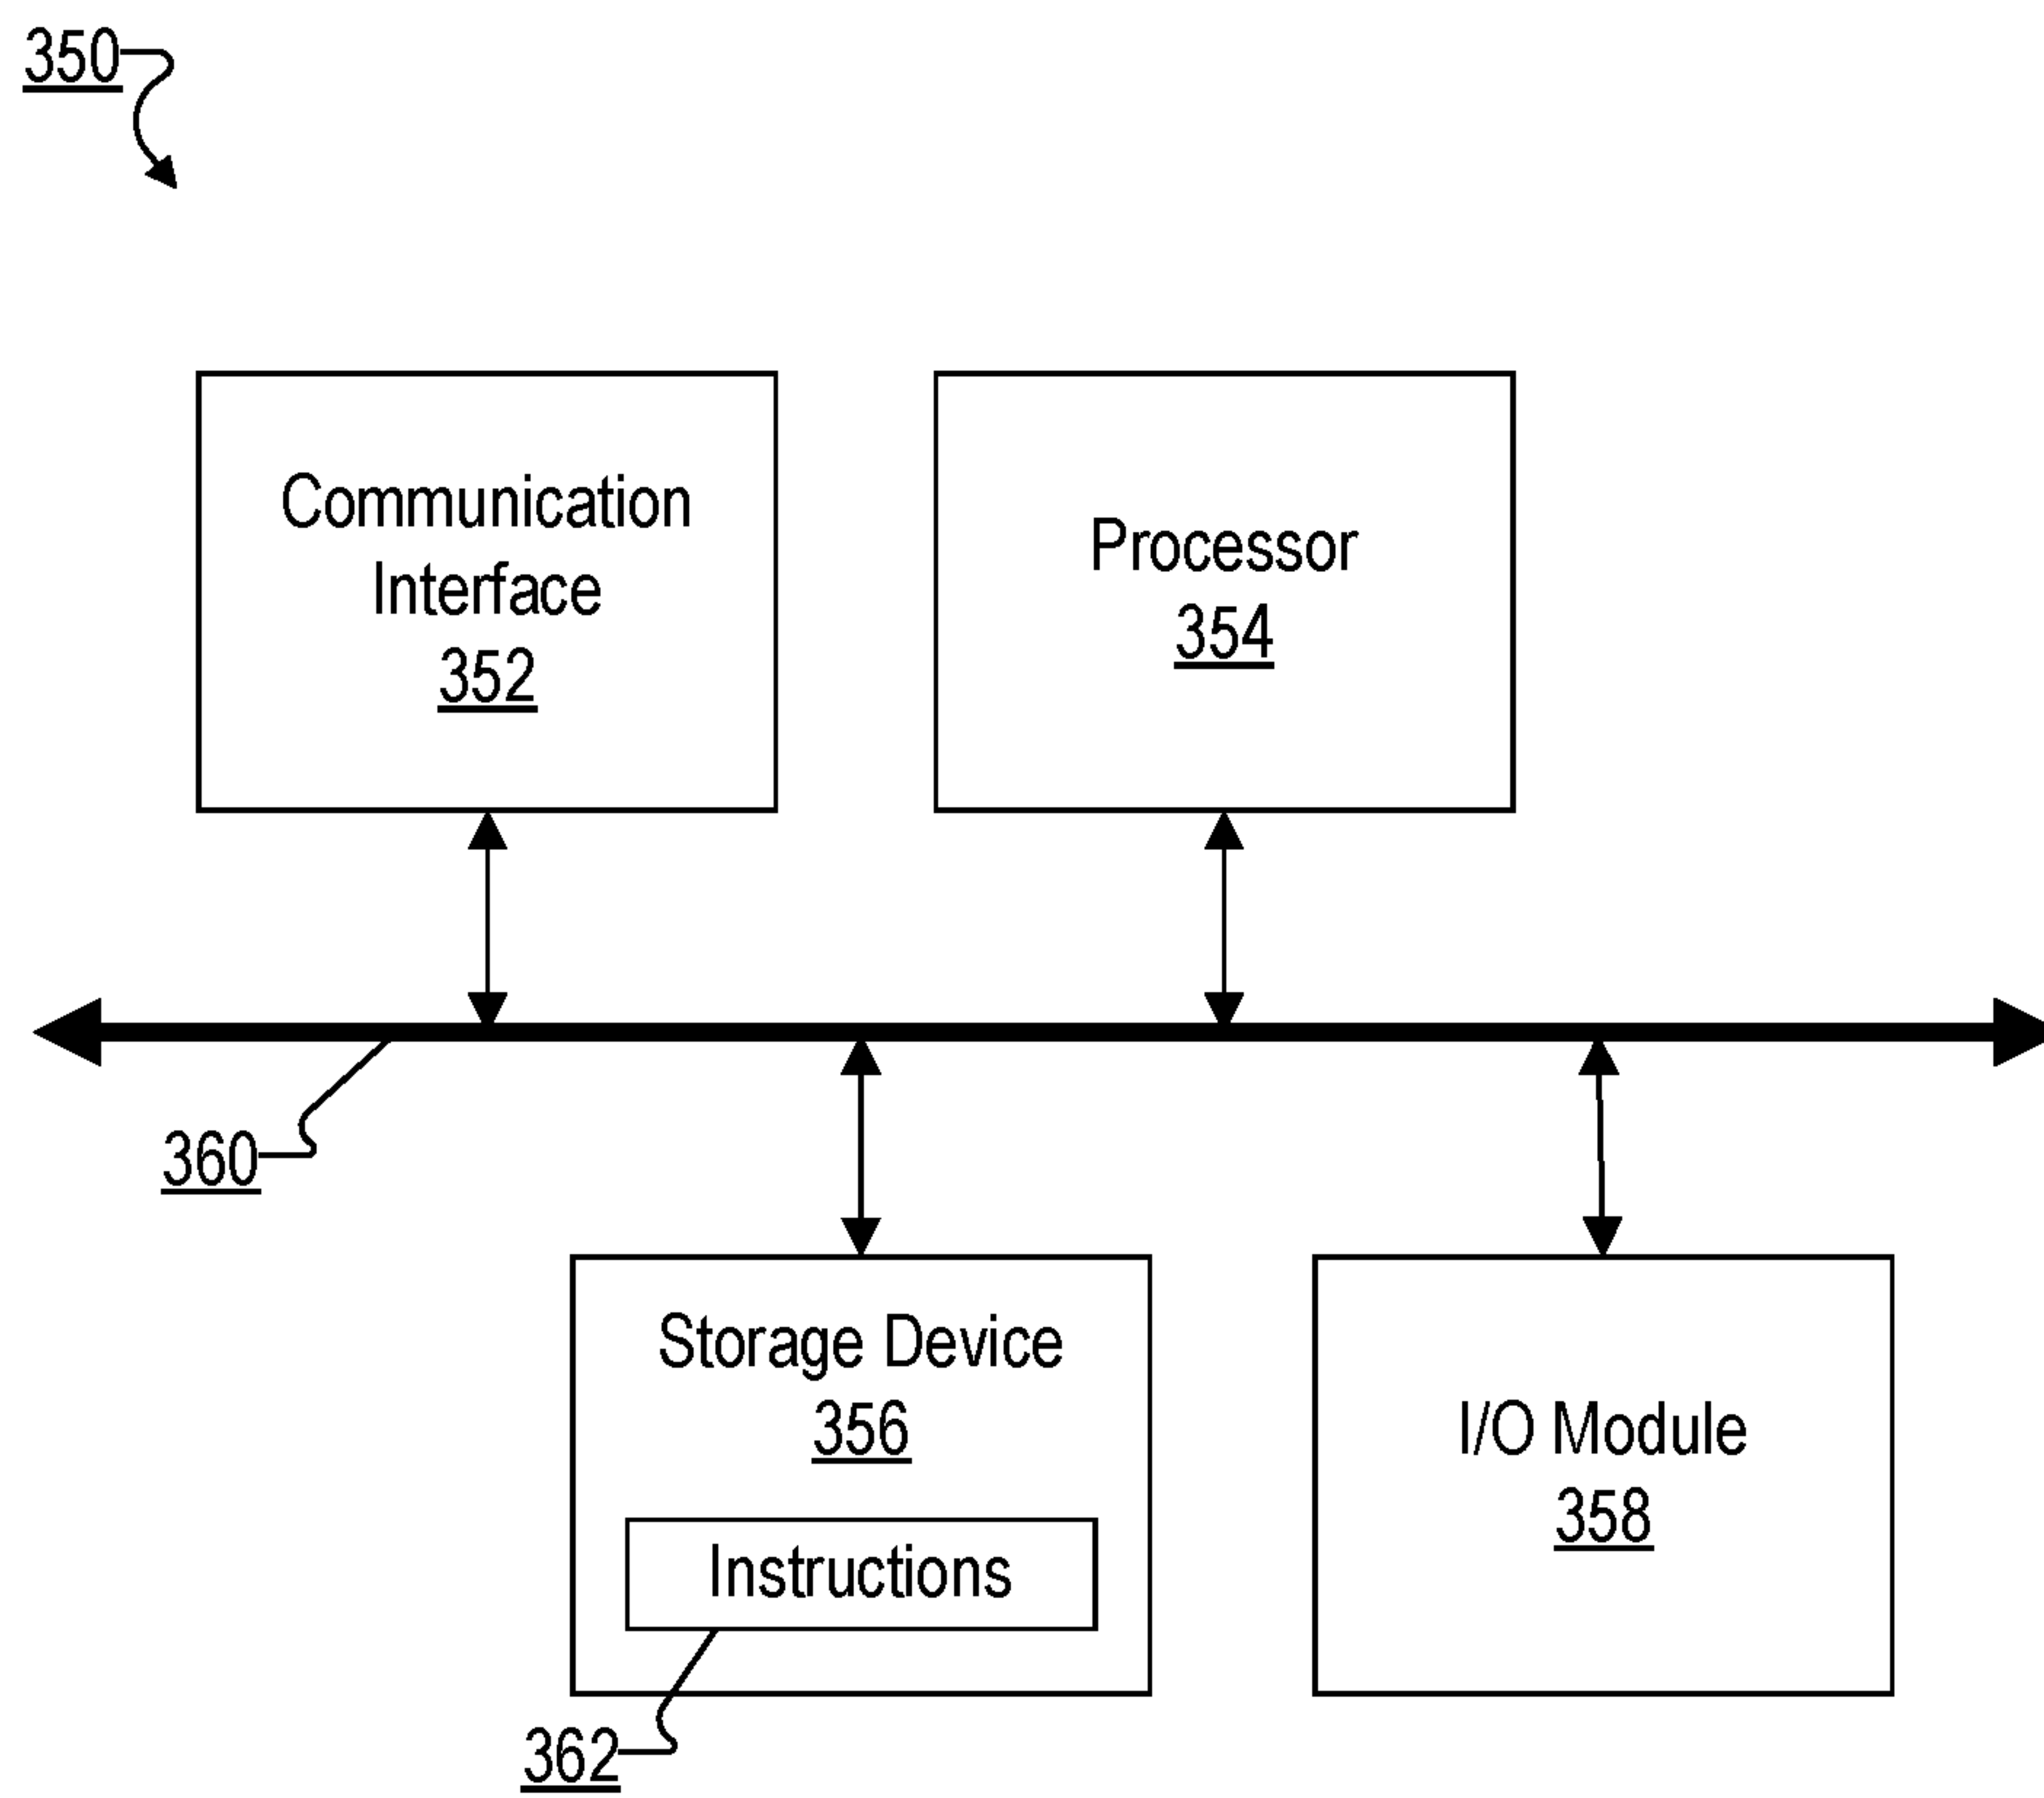 350
Communication
Interface
352
Processor
354
360
Storage Device
356
Instructions
362
I/O Module
358